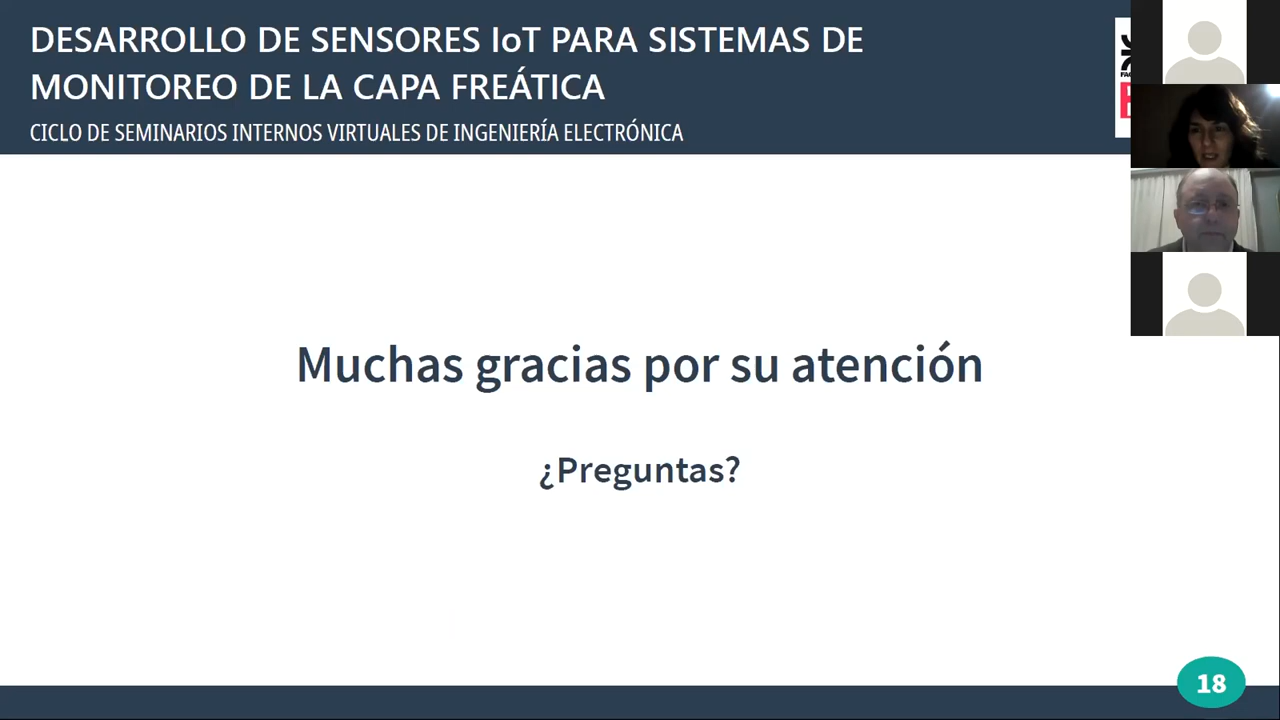 DESARROLLO DE SENSORES IoT PARA SISTEMAS DE
MONITOREO DE LA CAPA FREÁTICA
CICLO DE SEMINARIOS INTERNOS VIRTUALES DE INGENIERÍA ELECTRÓNICA
Muchas gracias por su atención
¿Preguntas?
18